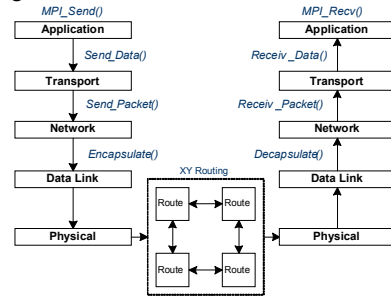 MPI_Send()
Application
Send_Data()
Transport
Send_Packet()
Network
Encapsulate()
Data Link
Physical
XY Routing
Route
Route
Route
Route
MPI_Recv()
Application
Receiv_Data()
Transport
Receiv_Packet()
Network
Decapsulate()
Data Link
Physical